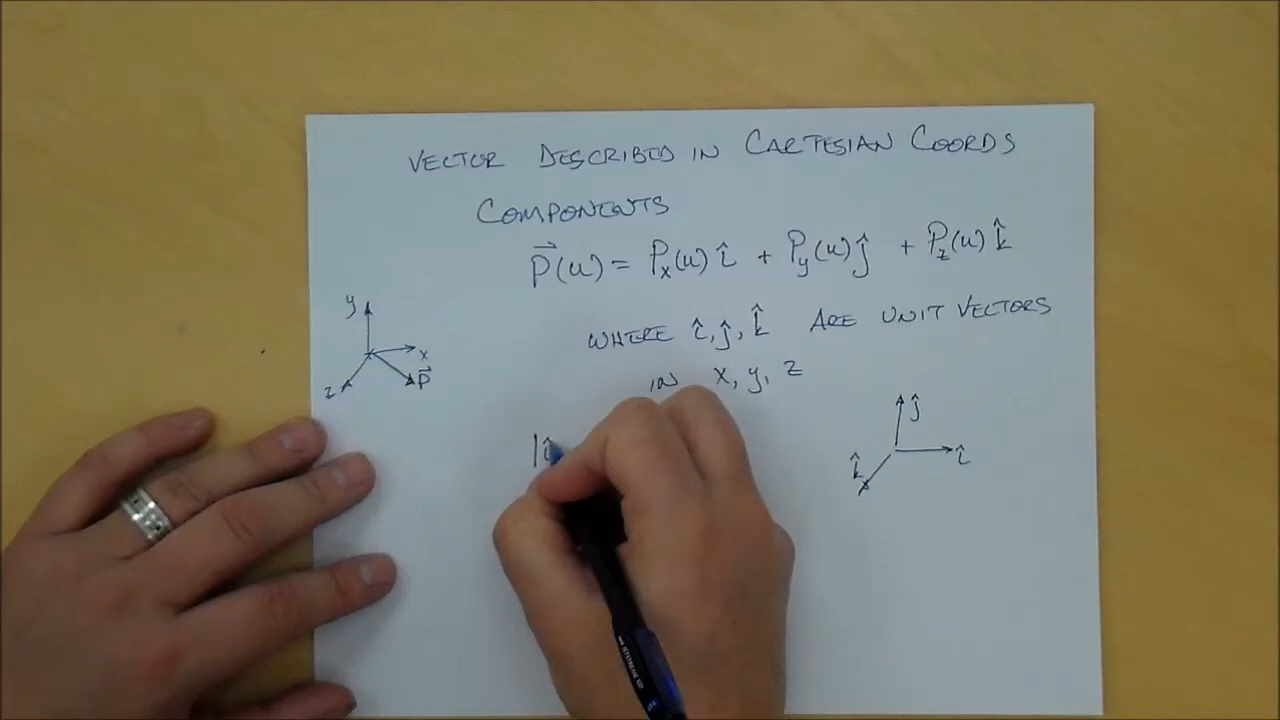 VECTOR DESCRIBED IN CARTESIAN COORDS
COMPONENTS
P⃗(u) = Px(u) î + Py(u) ĵ + Pz(u) k̂
WHERE î, ĵ, k̂ ARE UNIT VECTORS
IN x, y, z
y
x
z
P⃗
ĵ
î
k̂
|î